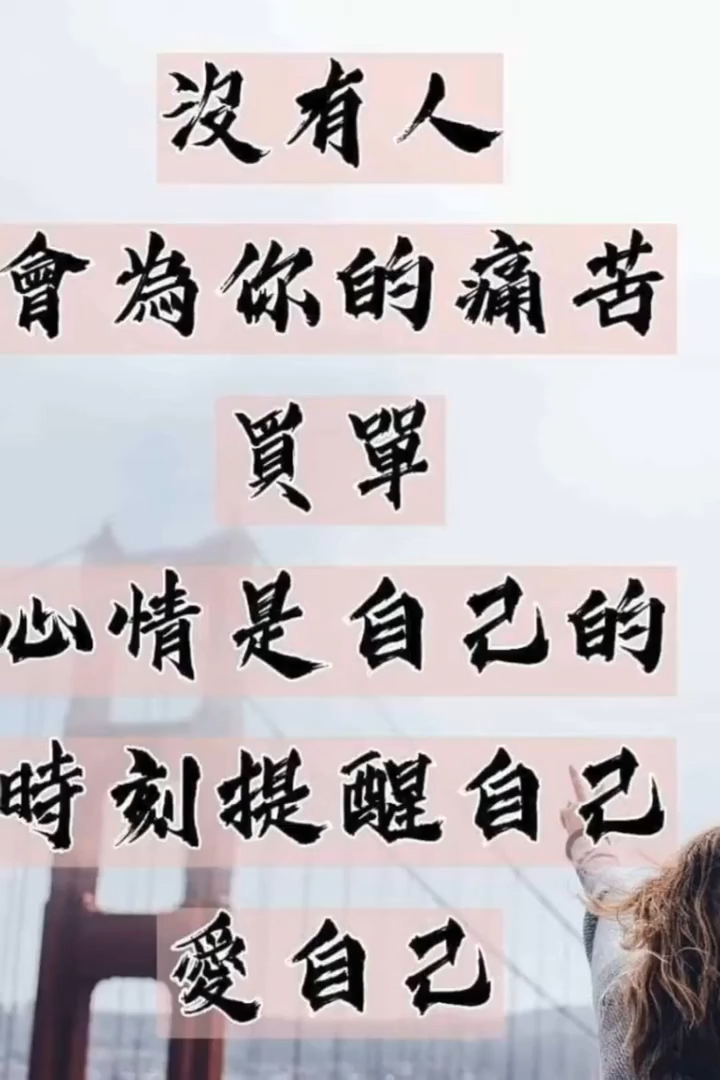 沒有人
會為你的痛苦
買單
心情是自己的
時刻提醒自己
愛自己